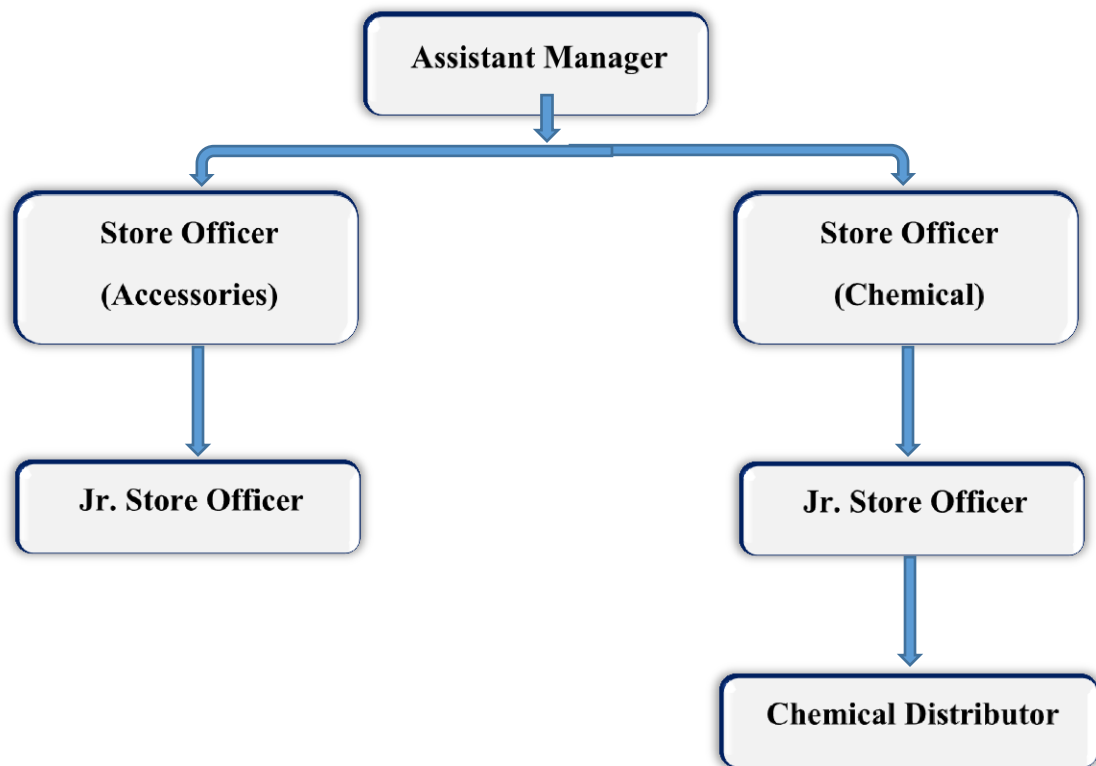 Assistant Manager
Store Officer
(Accessories)
Store Officer
(Chemical)
Jr. Store Officer
Jr. Store Officer
Chemical Distributor